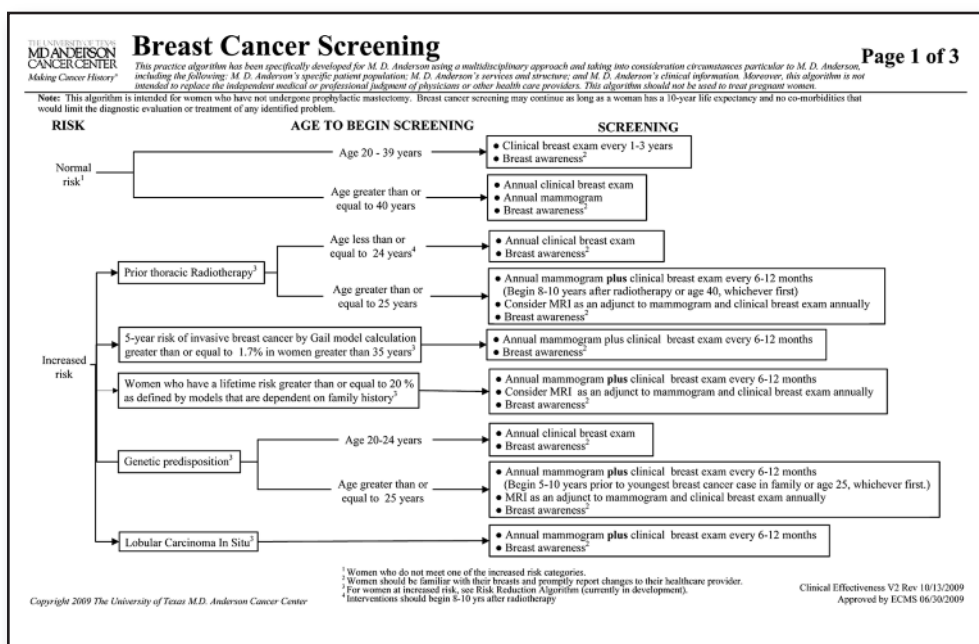 THE UNIVERSITY OF TEXAS
MD ANDERSON
CANCER CENTER
Making Cancer History®
Breast Cancer Screening
Page 1 of 3
This practice algorithm has been specifically developed for M. D. Anderson using a multidisciplinary approach and taking into consideration circumstances particular to M. D. Anderson,
including the following: M. D. Anderson's specific patient population; M. D. Anderson's services and structure; and M. D. Anderson's clinical information. Moreover, this algorithm is not
intended to replace the independent medical or professional judgment of physicians or other health care providers. This algorithm should not be used to treat pregnant women.
Note: This algorithm is intended for women who have not undergone prophylactic mastectomy. Breast cancer screening may continue as long as a woman has a 10-year life expectancy and no co-morbidities that
would limit the diagnostic evaluation or treatment of any identified problem.
RISK
AGE TO BEGIN SCREENING
SCREENING
Normal
risk¹
Age 20 - 39 years
• Clinical breast exam every 1-3 years
• Breast awareness²
Age greater than or
equal to 40 years
• Annual clinical breast exam
• Annual mammogram
• Breast awareness²
Increased
risk
Prior thoracic Radiotherapy³
Age less than or
equal to 24 years⁴
• Annual clinical breast exam
• Breast awareness²
Age greater than or
equal to 25 years
• Annual mammogram plus clinical breast exam every 6-12 months
(Begin 8-10 years after radiotherapy or age 40, whichever first)
• Consider MRI as an adjunct to mammogram and clinical breast exam annually
• Breast awareness²
5-year risk of invasive breast cancer by Gail model calculation
greater than or equal to 1.7% in women greater than 35 years³
• Annual mammogram plus clinical breast exam every 6-12 months
• Breast awareness²
Women who have a lifetime risk greater than or equal to 20 %
as defined by models that are dependent on family history³
• Annual mammogram plus clinical breast exam every 6-12 months
• Consider MRI as an adjunct to mammogram and clinical breast exam annually
• Breast awareness²
Genetic predisposition³
Age 20-24 years
• Annual clinical breast exam
• Breast awareness²
Age greater than or
equal to 25 years
• Annual mammogram plus clinical breast exam every 6-12 months
(Begin 5-10 years prior to youngest breast cancer case in family or age 25, whichever first.)
• MRI as an adjunct to mammogram and clinical breast exam annually
• Breast awareness²
Lobular Carcinoma In Situ³
• Annual mammogram plus clinical breast exam every 6-12 months
• Breast awareness²
¹ Women who do not meet one of the increased risk categories.
² Women should be familiar with their breasts and promptly report changes to their healthcare provider.
³ For women at increased risk, see Risk Reduction Algorithm (currently in development).
⁴ Interventions should begin 8-10 yrs after radiotherapy
Copyright 2009 The University of Texas M.D. Anderson Cancer Center
Clinical Effectiveness V2 Rev 10/13/2009
Approved by ECMS 06/30/2009